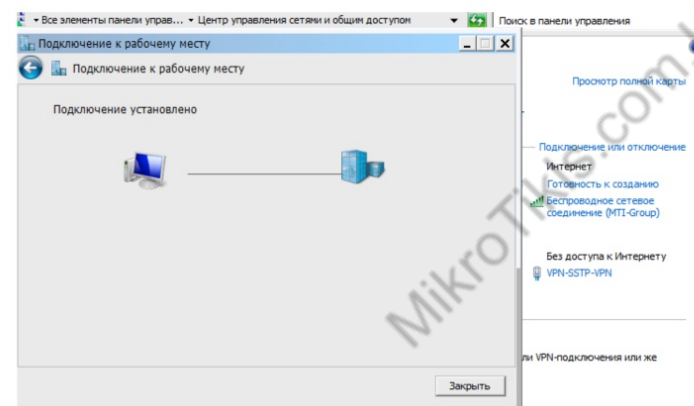 Все элементы панели управ... Центр управления сетями и общим доступом
Поиск в панели управления
Подключение к рабочему месту
Подключение к рабочему месту
Подключение установлено
Закрыть
Просмотр полной карты
Подключение или отключение
Интернет
Готовность к созданию
Беспроводное сетевое
соединение (MTI-Group)
Без доступа к Интернету
VPN-SSTP-VPN
ли VPN-подключения или же
MikroTikis.com